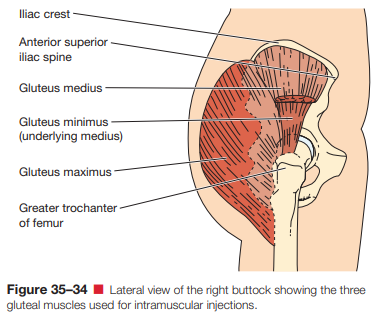 Iliac crest
Anterior superior
iliac spine
Gluteus medius
Gluteus minimus
(underlying medius)
Gluteus maximus
Greater trochanter
of femur
Figure 35–34 ■ Lateral view of the right buttock showing the three
gluteal muscles used for intramuscular injections.